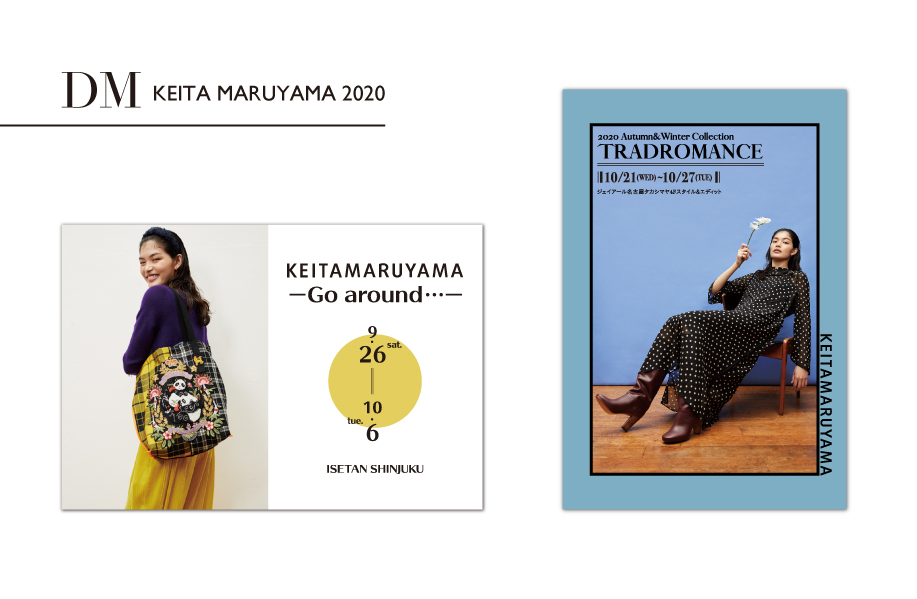 DM KEITA MARUYAMA 2020
KEITAMARUYAMA
—Go around…—
9
26 sat.
10
tue.
6
ISETAN SHINJUKU
2020 Autumn&Winter Collection
TRADROMANCE
10/21(WED)~10/27(TUE)
ジェイアール名古屋タカシマヤ4Fスタイル&エディット
KEITAMARUYAMA